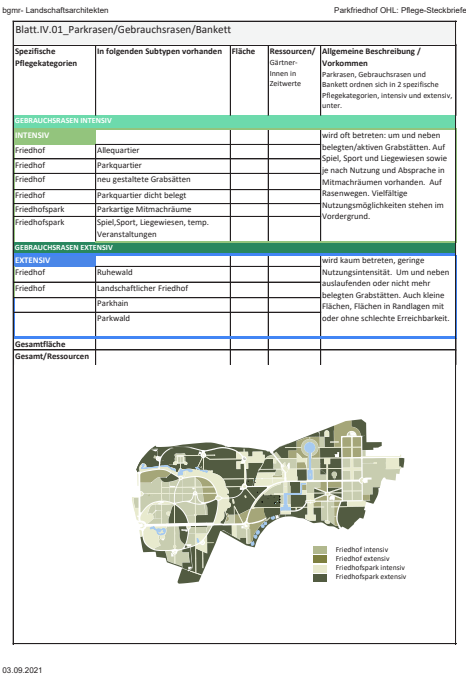 bgmr- Landschaftsarchitekten
Parkfriedhof OHL: Pflege-Steckbriefe
Blatt.IV.01_Parkrasen/Gebrauchsrasen/Bankett
Spezifische
Pflegekategorien
In folgenden Subtypen vorhanden
Fläche
Ressourcen/
Gärtner-
Innen in
Zeitwerte
Allgemeine Beschreibung /
Vorkommen
Parkrasen, Gebrauchsrasen und
Bankett ordnen sich in 2 spezifische
Pflegekategorien, intensiv und extensiv,
unter.
GEBRAUCHSRASEN INTENSIV
INTENSIV
Friedhof Allequartier
Friedhof Parkquartier
Friedhof neu gestaltete Grabsätten
Friedhof Parkquartier dicht belegt
Friedhofspark Parkartige Mitmachräume
Friedhofspark Spiel,Sport, Liegewiesen, temp.
Veranstaltungen
wird oft betreten: um und neben
belegten/aktiven Grabstätten. Auf
Spiel, Sport und Liegewiesen sowie
je nach Nutzung und Absprache in
Mitmachräumen vorhanden. Auf
Rasenwegen. Vielfältige
Nutzungsmöglichkeiten stehen im
Vordergrund.
GEBRAUCHSRASEN EXTENSIV
EXTENSIV
Friedhof Ruhewald
Friedhof Landschaftlicher Friedhof
Parkhain
Parkwald
wird kaum betreten, geringe
Nutzungsintensität. Um und neben
auslaufenden oder nicht mehr
belegten Grabstätten. Auch kleine
Flächen, Flächen in Randlagen mit
oder ohne schlechte Erreichbarkeit.
Gesamtfläche
Gesamt/Ressourcen
Friedhof intensiv
Friedhof extensiv
Friedhofspark intensiv
Friedhofspark extensiv
03.09.2021